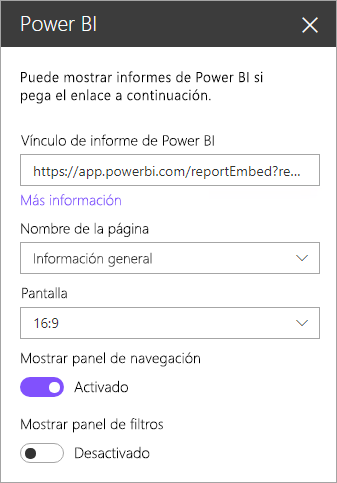 Power BI
Puede mostrar informes de Power BI si
pega el enlace a continuación.
Vínculo de informe de Power BI
https://app.powerbi.com/reportEmbed?re...
Más información
Nombre de la página
Información general
Pantalla
16:9
Mostrar panel de navegación
Activado
Mostrar panel de filtros
Desactivado